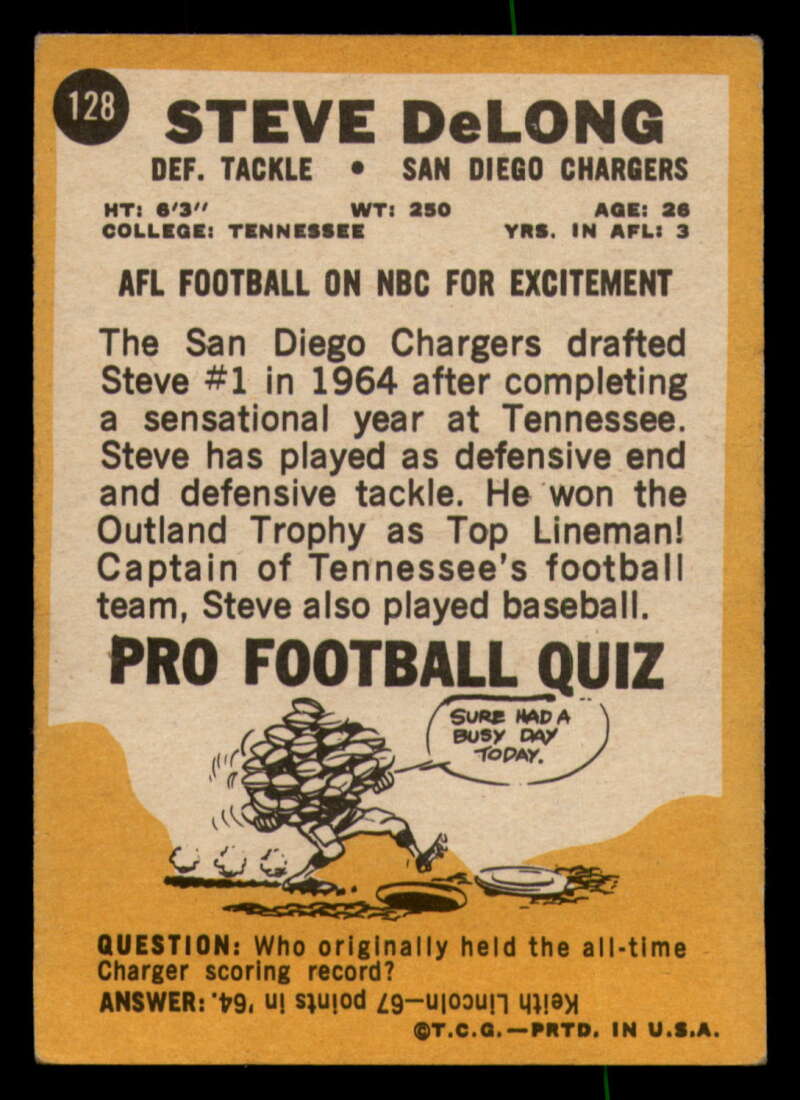 128
STEVE DeLONG
DEF. TACKLE • SAN DIEGO CHARGERS
HT: 6'3" WT: 250 AGE: 26
COLLEGE: TENNESSEE YRS. IN AFL: 3
AFL FOOTBALL ON NBC FOR EXCITEMENT
The San Diego Chargers drafted
Steve #1 in 1964 after completing
a sensational year at Tennessee.
Steve has played as defensive end
and defensive tackle. He won the
Outland Trophy as Top Lineman!
Captain of Tennessee's football
team, Steve also played baseball.
PRO FOOTBALL QUIZ
SURE HAD A
BUSY DAY
TODAY.
QUESTION: Who originally held the all-time
Charger scoring record?
ANSWER: Keith Lincoln—67 points in '64.
©T.C.G.—PRTD. IN U.S.A.